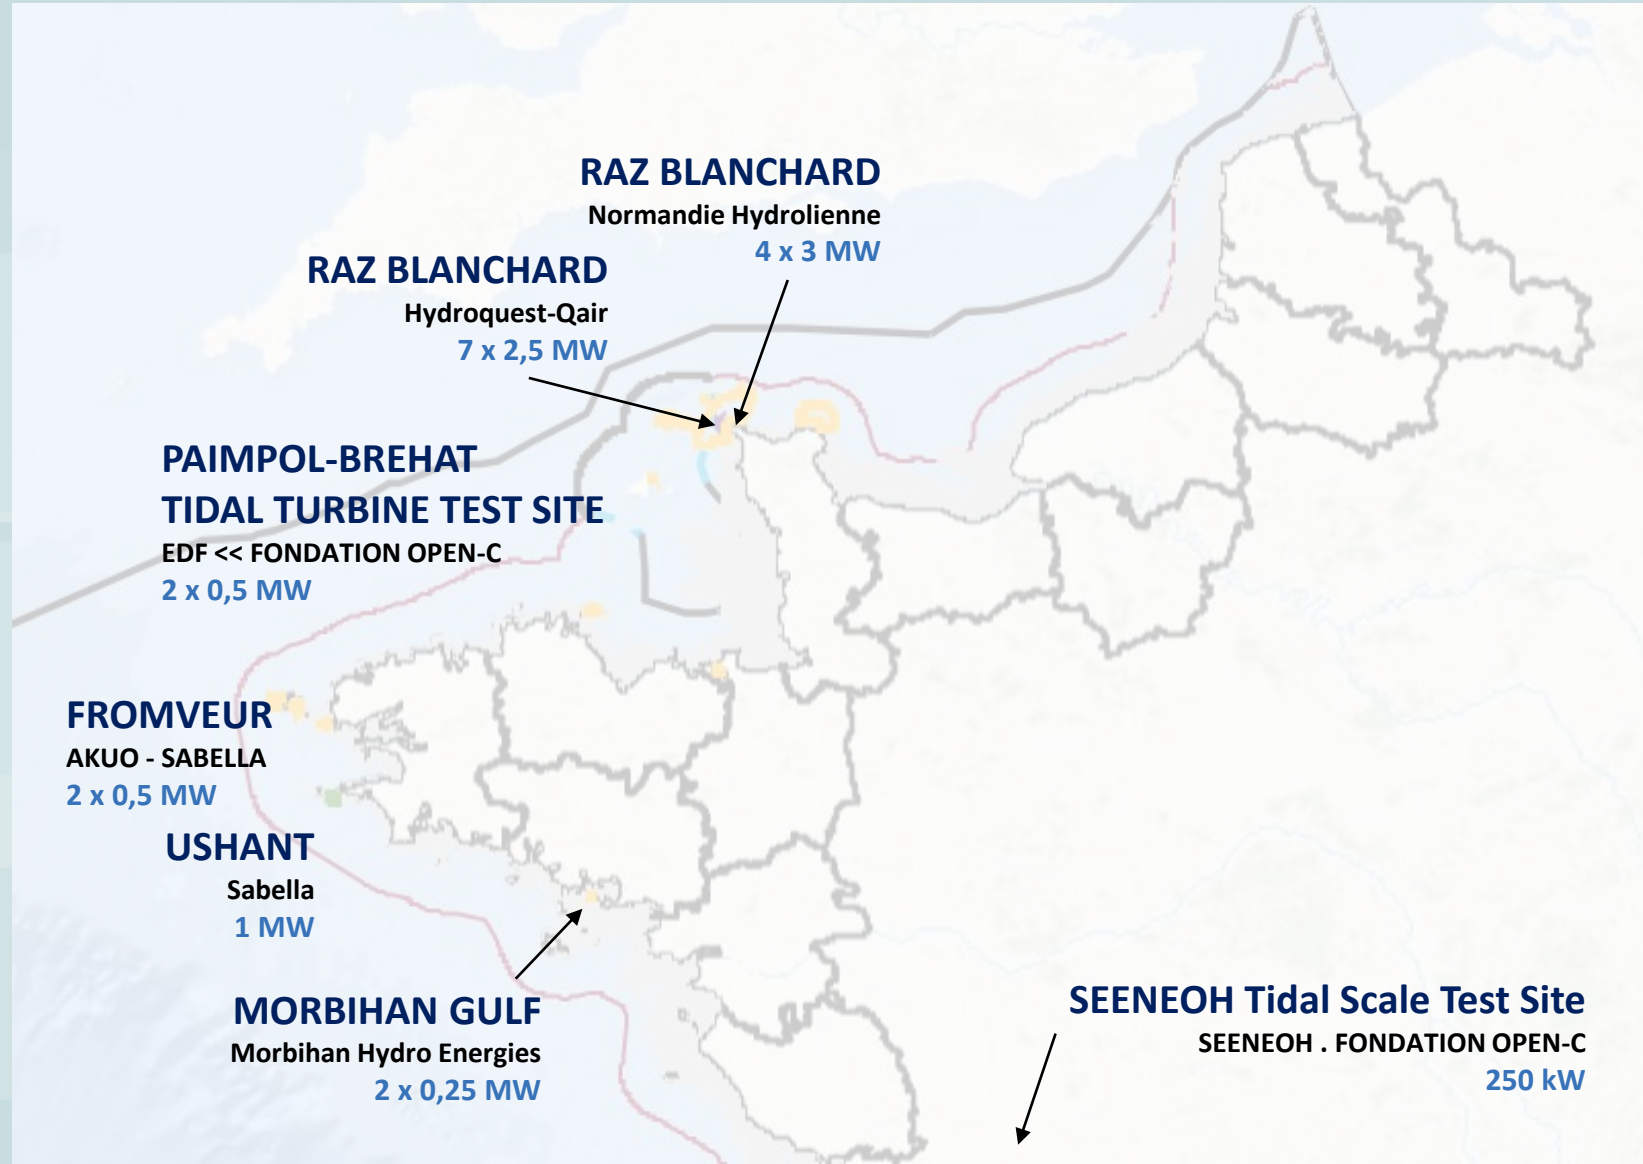 RAZ BLANCHARD
Normandie Hydrolienne
4 x 3 MW
RAZ BLANCHARD
Hydroquest-Qair
7 x 2,5 MW
PAIMPOL-BREHAT
TIDAL TURBINE TEST SITE
EDF << FONDATION OPEN-C
2 x 0,5 MW
FROMVEUR
AKUO - SABELLA
2 x 0,5 MW
USHANT
Sabella
1 MW
MORBIHAN GULF
Morbihan Hydro Energies
2 x 0,25 MW
SEENEOH Tidal Scale Test Site
SEENEOH . FONDATION OPEN-C
250 kW